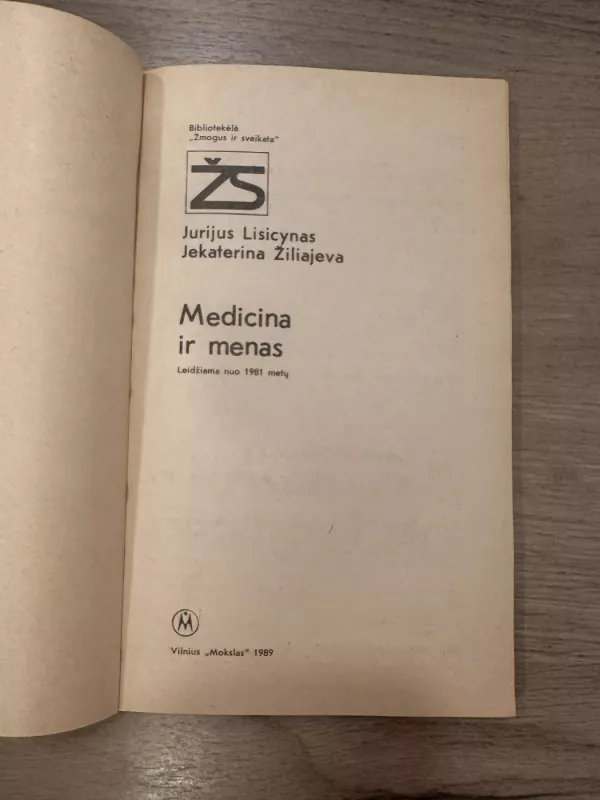 Bibliotekėlė
„Žmogus ir sveikata"
ŽS
Jurijus Lisicynas
Jekaterina Žiliajeva
Medicina
ir menas
Leidžiama nuo 1981 metų
M
Vilnius „Mokslas" 1989